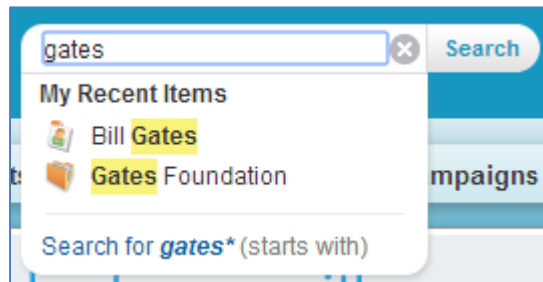 gates
Search
My Recent Items
Bill Gates
Gates Foundation
mpaigns
Search for gates* (starts with)